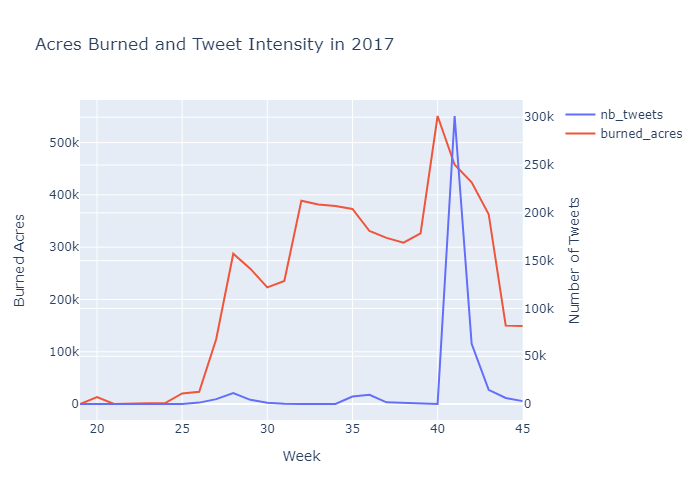 Acres Burned and Tweet Intensity in 2017
nb_tweets
burned_acres
Burned Acres
500k
400k
300k
200k
100k
0
300k
250k
200k
150k
100k
50k
0
Number of Tweets
20
25
30
35
40
45
Week